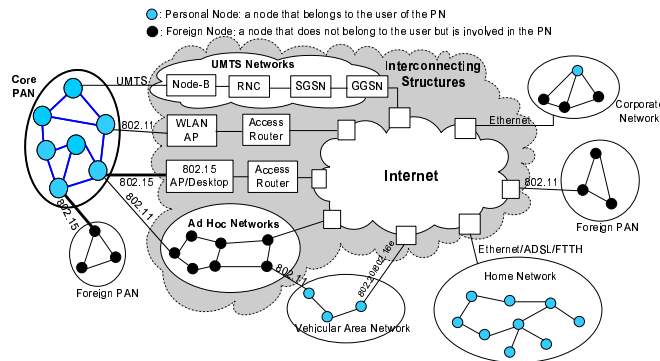 : Personal Node: a node that belongs to the user of the PN
: Foreign Node: a node that does not belong to the user but is involved in the PN
Core
PAN
UMTS
UMTS Networks
Node-B
RNC
SGSN
GGSN
Interconnecting
Structures
802.11
WLAN
AP
Access
Router
802.15
802.15
AP/Desktop
Access
Router
Internet
Ethernet
Corporate
Network
802.11
Foreign PAN
802.15
802.11
Foreign PAN
Ad Hoc Networks
802.11
802.20/802.16e
Vehicular Area Network
Ethernet/ADSL/FTTH
Home Network